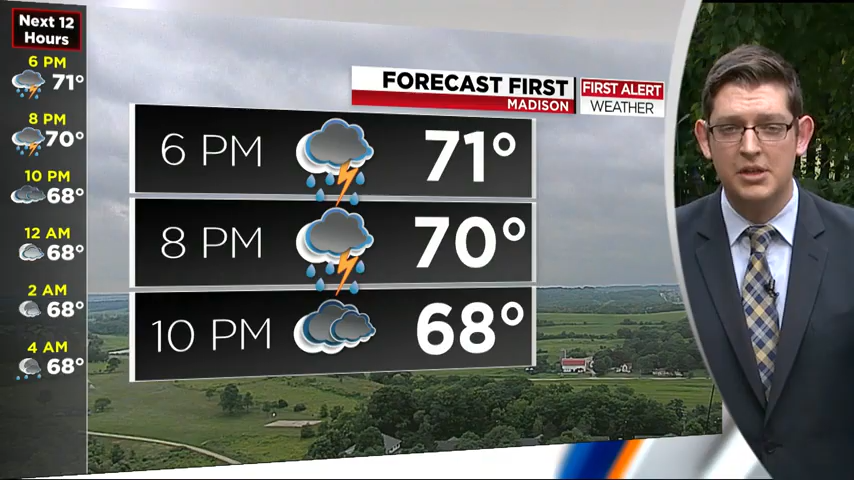 Next 12
Hours
6 PM
71°
8 PM
70°
10 PM
68°
12 AM
68°
2 AM
68°
4 AM
68°
FORECAST FIRST
MADISON
FIRST ALERT
WEATHER
6 PM 71°
8 PM 70°
10 PM 68°